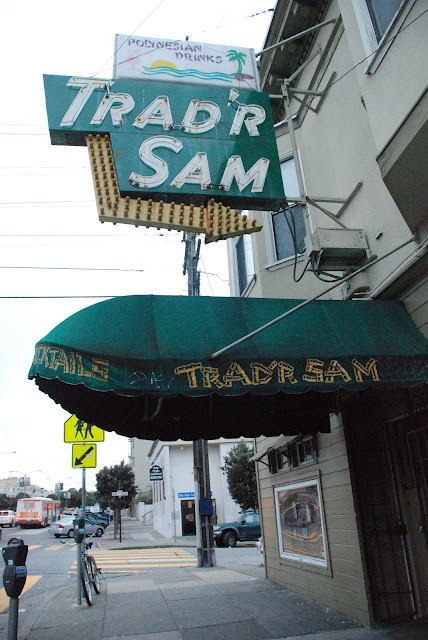 POLYNESIAN
DRINKS
TRAD'R
SAM
TRAD'R SAM